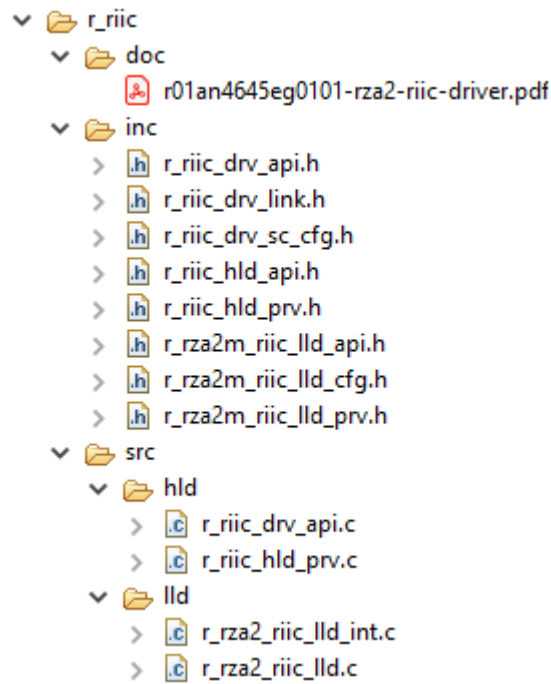 r_riic
doc
r01an4645eg0101-rza2-riic-driver.pdf
inc
.h r_riic_drv_api.h
.h r_riic_drv_link.h
.h r_riic_drv_sc_cfg.h
.h r_riic_hld_api.h
.h r_riic_hld_prv.h
.h r_rza2m_riic_lld_api.h
.h r_rza2m_riic_lld_cfg.h
.h r_rza2m_riic_lld_prv.h
src
hld
.c r_riic_drv_api.c
.c r_riic_hld_prv.c
lld
.c r_rza2_riic_lld_int.c
.c r_rza2_riic_lld.c